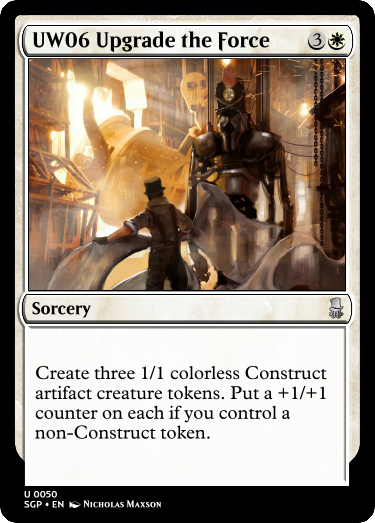 UW06 Upgrade the Force 3
Sorcery
Create three 1/1 colorless Construct
artifact creature tokens. Put a +1/+1
counter on each if you control a
non-Construct token.
U 0050
SGP • EN Nicholas Maxson